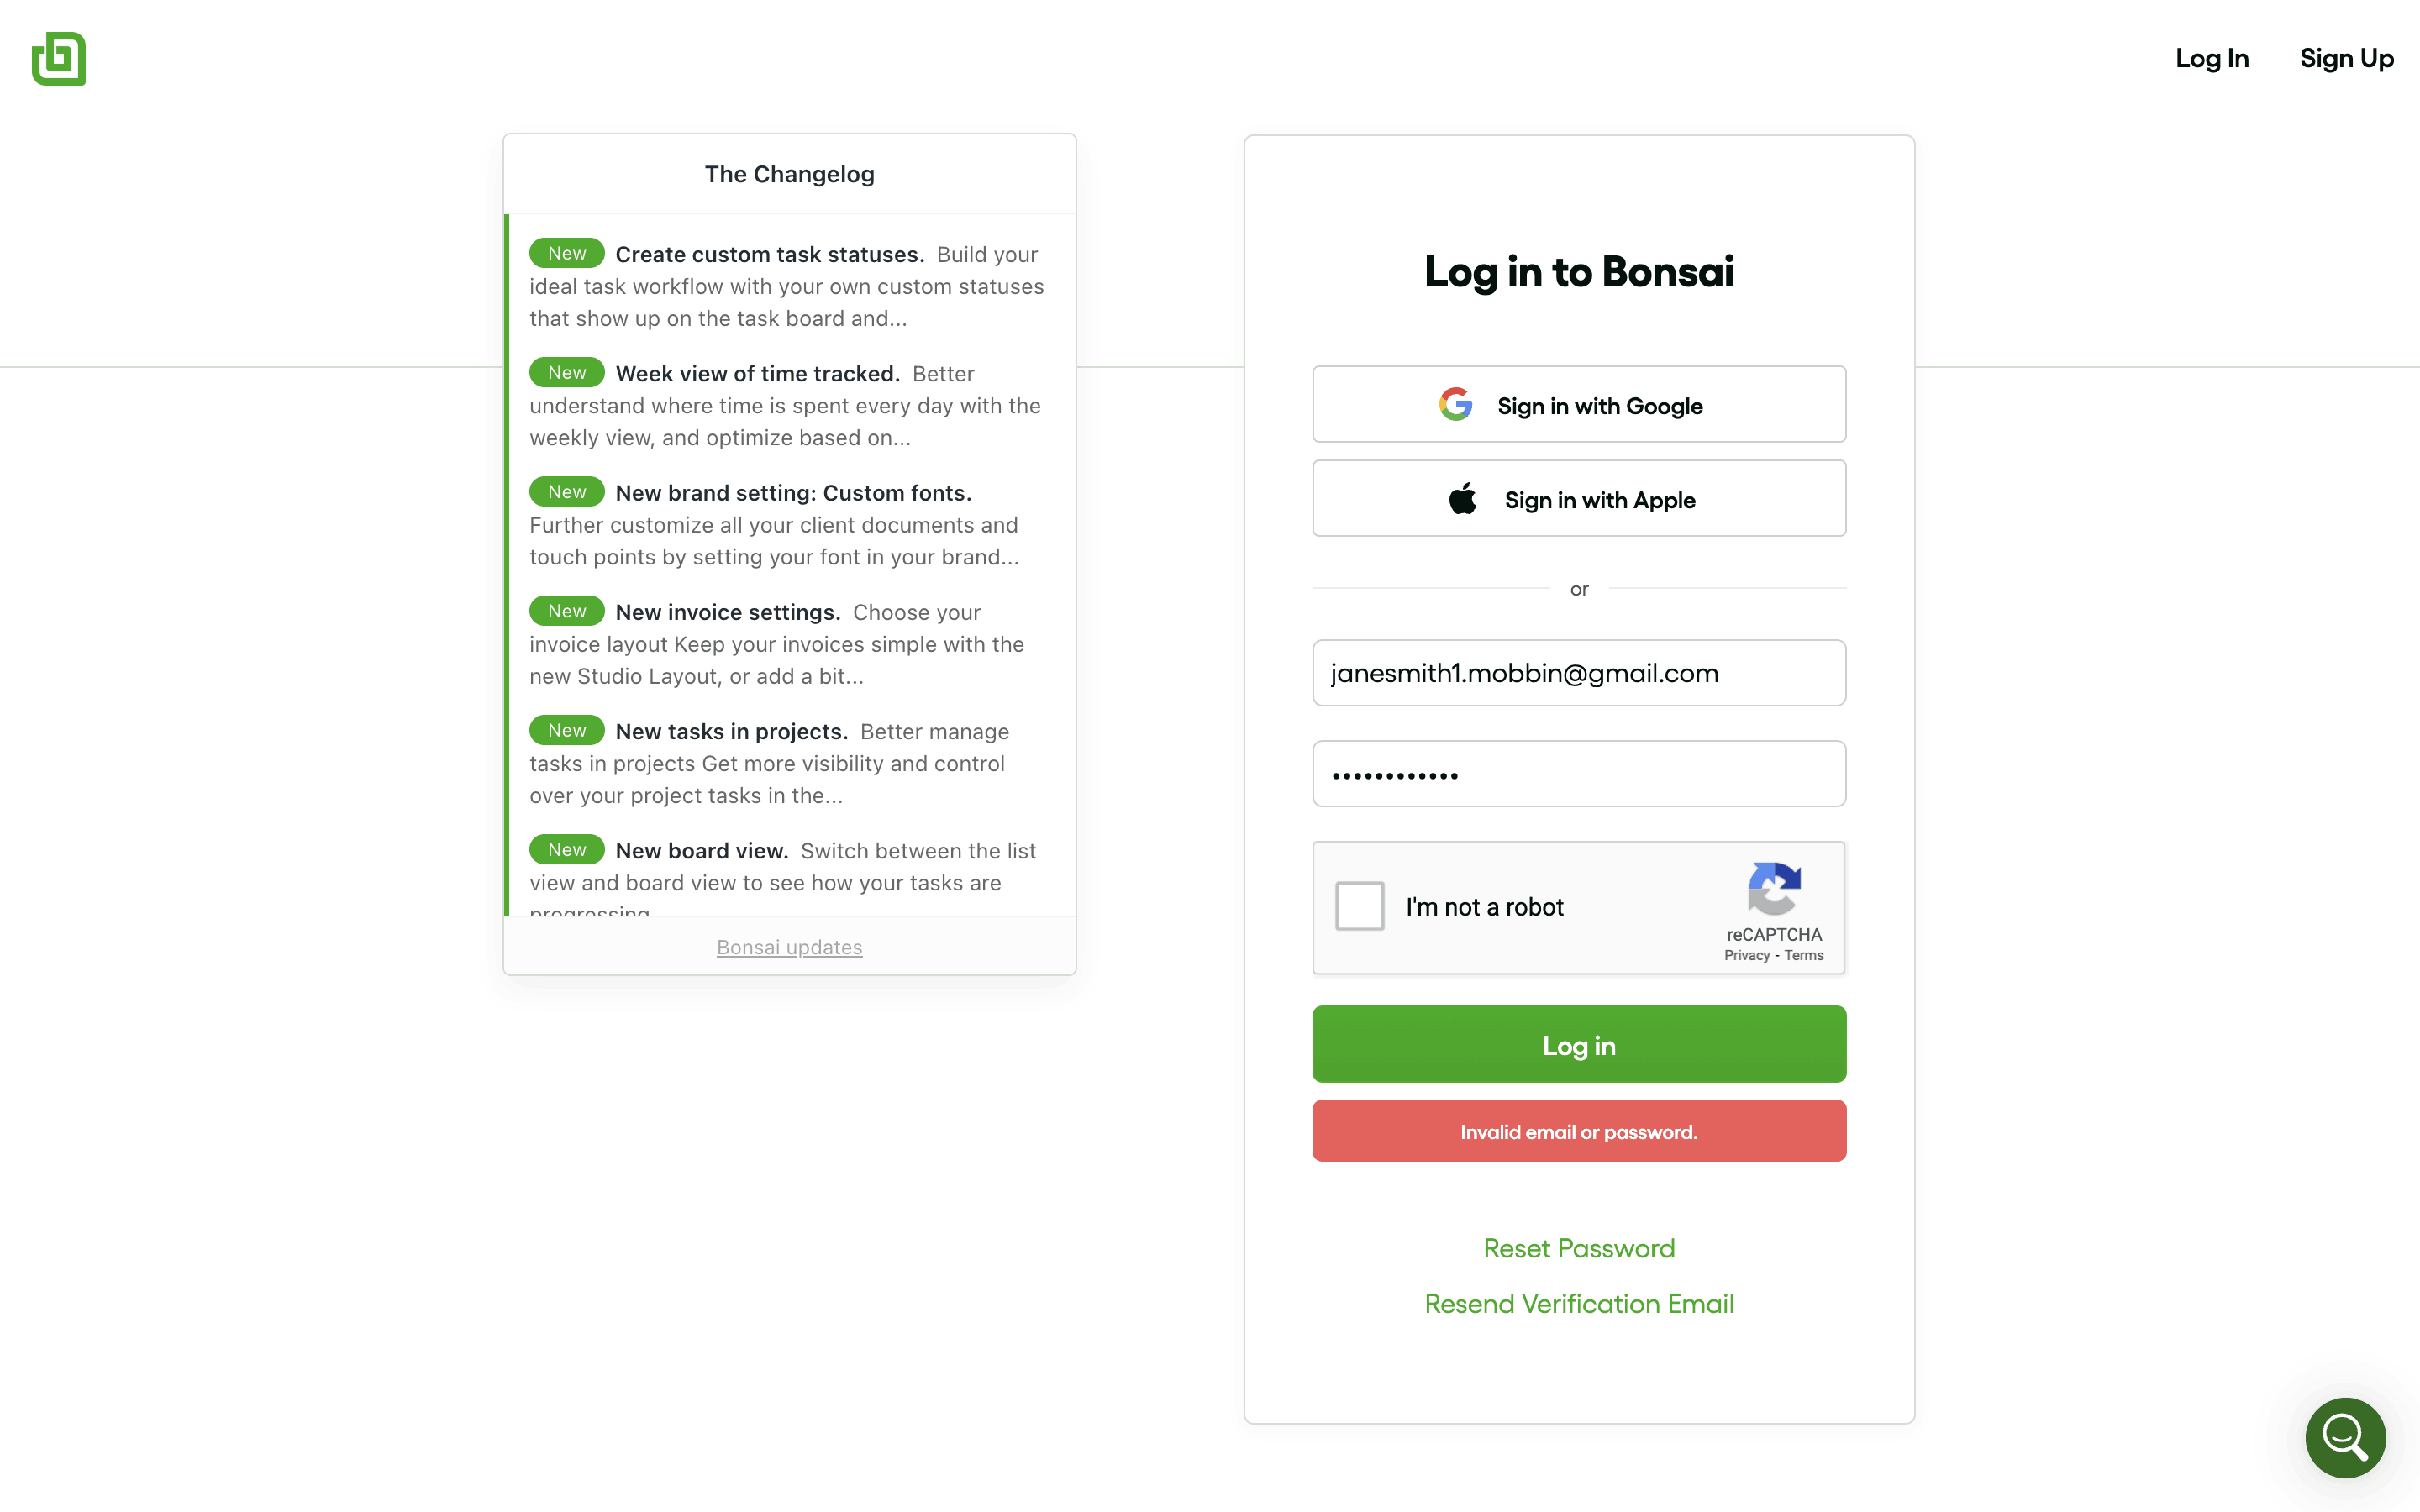 Log In
Sign Up
The Changelog
New Create custom task statuses. Build your
ideal task workflow with your own custom statuses
that show up on the task board and...
New Week view of time tracked. Better
understand where time is spent every day with the
weekly view, and optimize based on...
New New brand setting: Custom fonts.
Further customize all your client documents and
touch points by setting your font in your brand...
New New invoice settings. Choose your
invoice layout Keep your invoices simple with the
new Studio Layout, or add a bit...
New New tasks in projects. Better manage
tasks in projects Get more visibility and control
over your project tasks in the...
New New board view. Switch between the list
view and board view to see how your tasks are
progressing
Bonsai updates
Log in to Bonsai
Sign in with Google
Sign in with Apple
or
janesmith1.mobbin@gmail.com
I'm not a robot
reCAPTCHA
Privacy - Terms
Log in
Invalid email or password.
Reset Password
Resend Verification Email